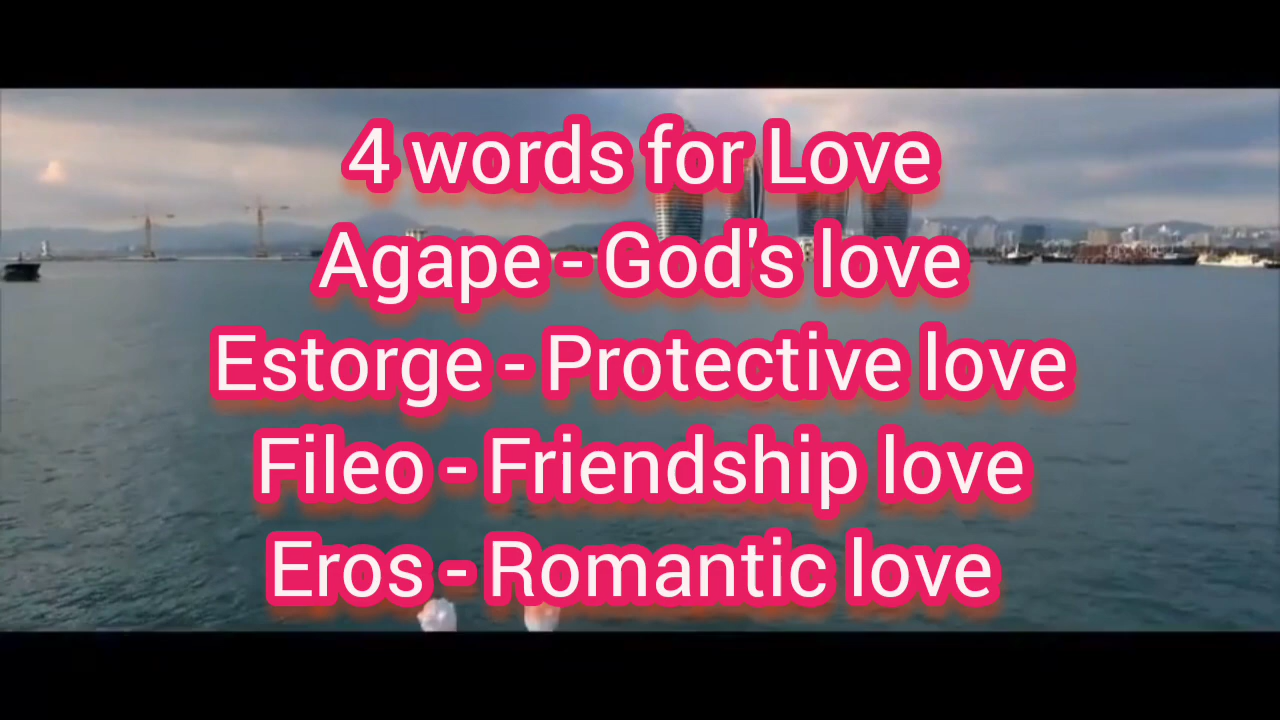 4 words for Love
Agape - God's love
Estorge - Protective love
Fileo - Friendship love
Eros - Romantic love